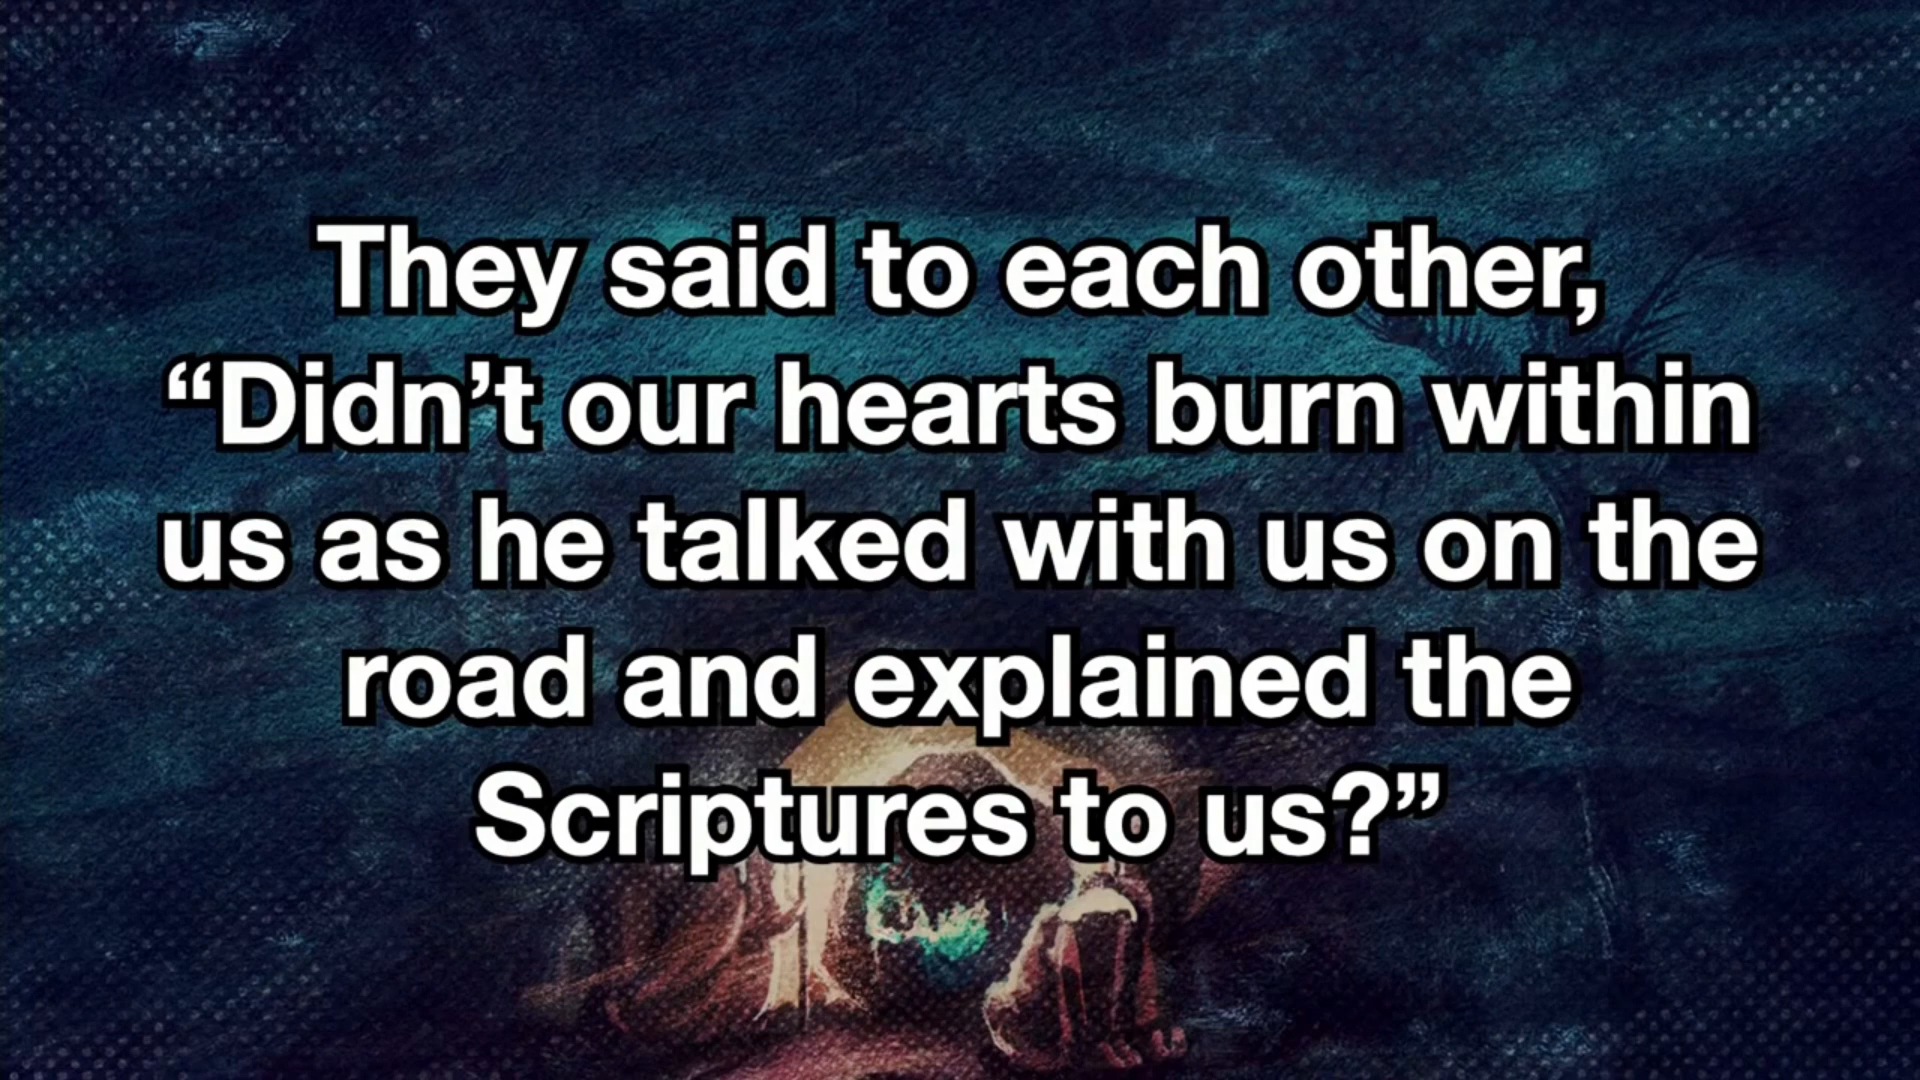 They said to each other,
“Didn’t our hearts burn within
us as he talked with us on the
road and explained the
Scriptures to us?”